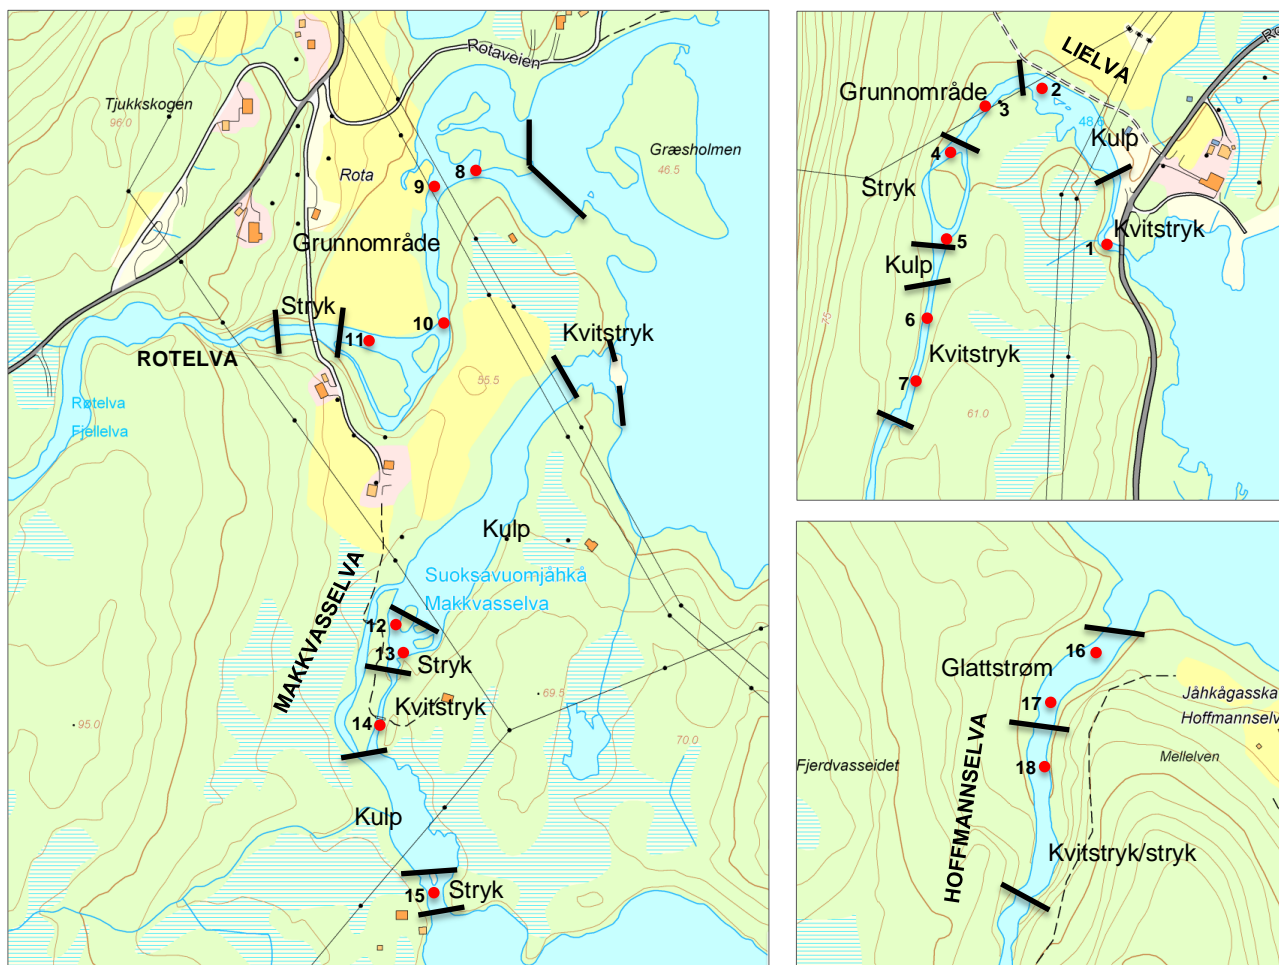 Rotaveien
Tjukkskogen
96.0
Græsholmen
46.5
8
Rota
9
Grunnområde
Stryk
10
11
Kvitstryk
ROTELVA
55.5
Røtelva
Fjellelva
Kulp
Suoksavuomjåhkå
Makkvasselva
MAKKVASSELVA
12
13
Stryk
69.5
Kvitstryk
14
95.0
70.0
Kulp
15
Stryk
LIELVA
Ro
Grunnområde
2
3
48.6
Kulp
4
Stryk
5
Kvitstryk
1
Kulp
75
6
Kvitstryk
7
61.0
16
Glattstrøm
17
Jåhkågasska
Hoffmannselv
Mellelven
18
Fjerdvasseidet
HOFFMANNSELVA
Kvitstryk/stryk